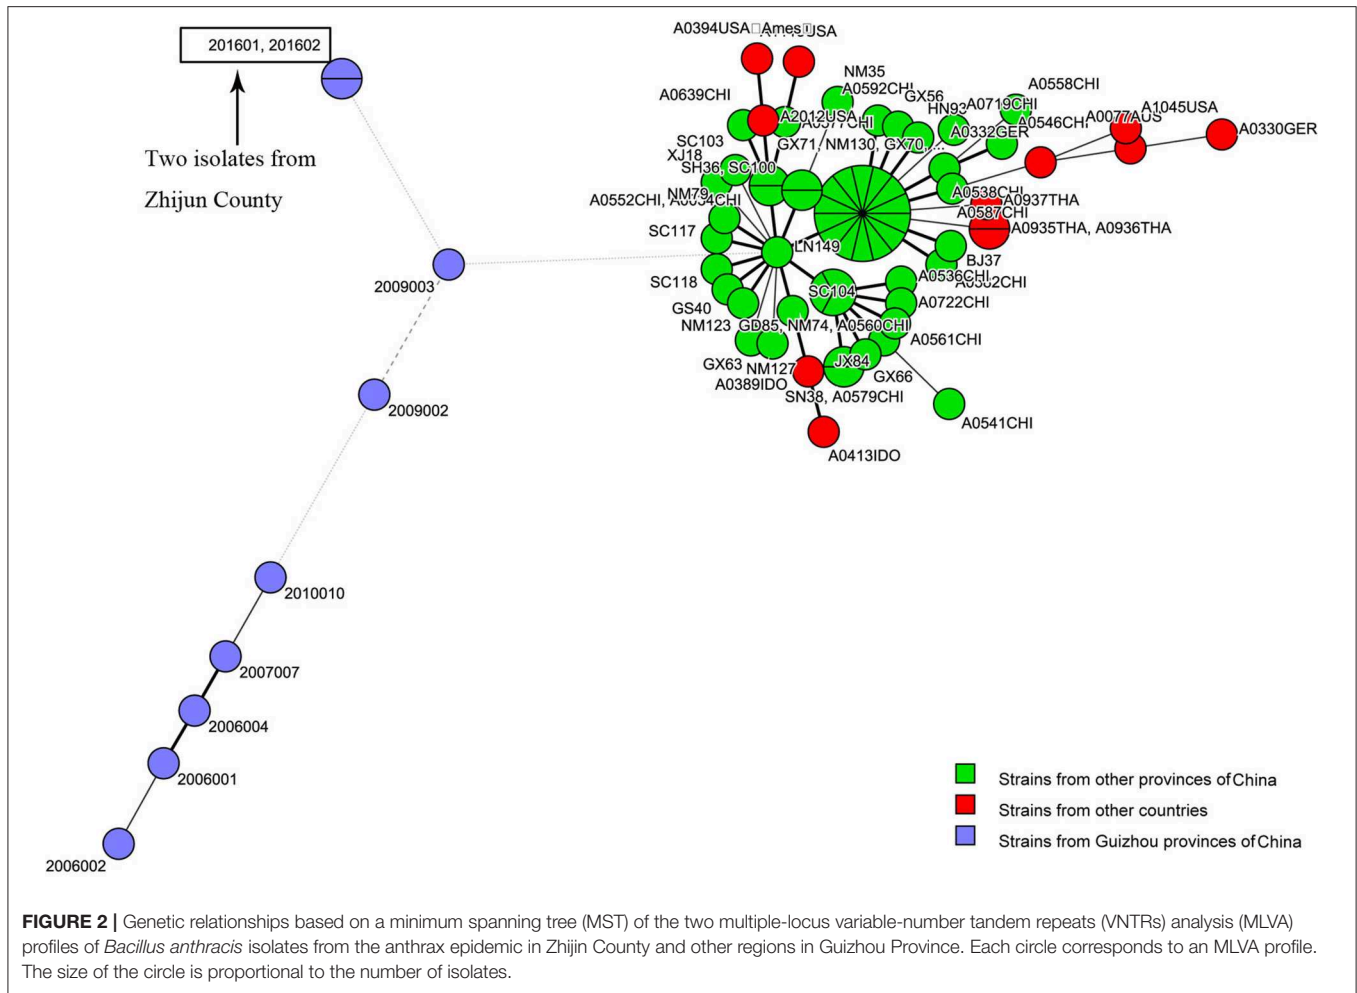 A0394USA□Ames□
USA
201601, 201602
NM35
A0592CHI
GX56
A0558CHI
A0639CHI
HN93
A0719CHI
A1045USA
A2012USA
A0077AUS
A0546CHI
A0330GER
SC103
A0332GER
Two isolates from
Zhijun County
XJ18
GX71, NM130, GX70, ...
SH36, SC100
NM79
A0538CHI
A0552CHI,
A0937THA
A0587CHI
SC117
A0935THA, A0936THA
LN149
BJ37
2009003
SC118
A0536CHI
SC104
A0722CHI
GS40
NM123
GD85, NM74, A0560CHI
A0561CHI
GX63
NM127
JX84
GX66
A0389IDO
SN38, A0579CHI
2009002
A0541CHI
A0413IDO
2010010
2007007
2006004
2006001
2006002
Strains from other provinces of China
Strains from other countries
Strains from Guizhou provinces of China
FIGURE 2 | Genetic relationships based on a minimum spanning tree (MST) of the two multiple-locus variable-number tandem repeats (VNTRs) analysis (MLVA)
profiles of Bacillus anthracis isolates from the anthrax epidemic in Zhijin County and other regions in Guizhou Province. Each circle corresponds to an MLVA profile.
The size of the circle is proportional to the number of isolates.